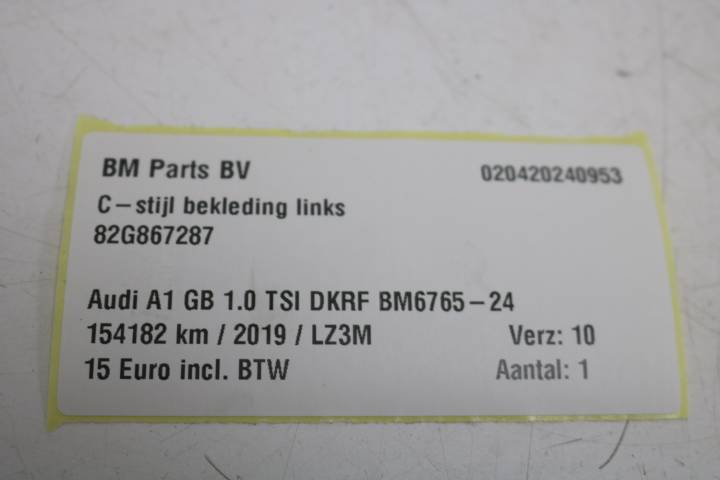 BM Parts BV 020420240953
C-stijl bekleding links
82G867287
Audi A1 GB 1.0 TSI DKRF BM6765-24
154182 km / 2019 / LZ3M Verz: 10
15 Euro incl. BTW Aantal: 1